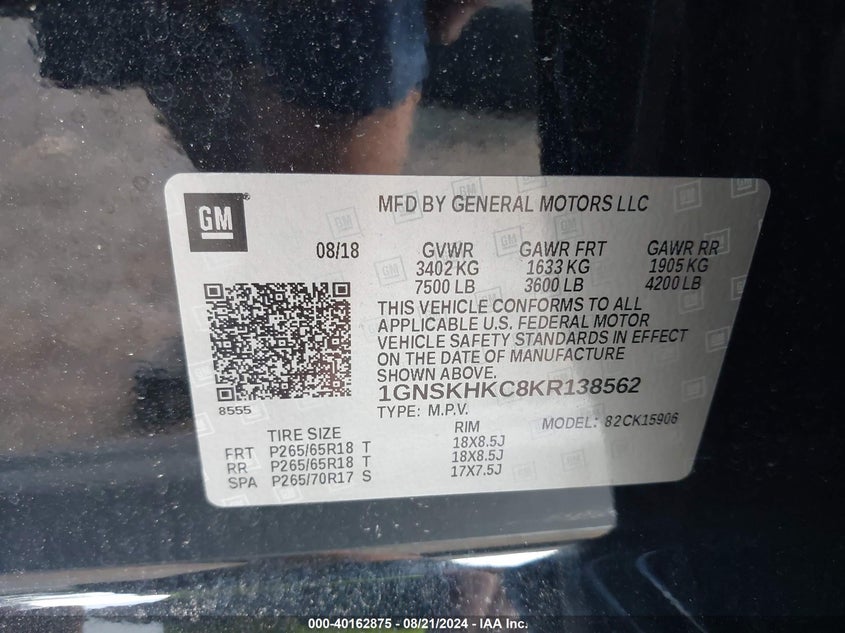 GM
MFD BY GENERAL MOTORS LLC
08/18
GVWR GAWR FRT GAWR RR
3402 KG 1633 KG 1905 KG
7500 LB 3600 LB 4200 LB
THIS VEHICLE CONFORMS TO ALL
APPLICABLE U.S. FEDERAL MOTOR
VEHICLE SAFETY STANDARDS IN EFFECT
ON THE DATE OF MANUFACTURE
SHOWN ABOVE.
1GNSKHKC8KR138562
8555
TYPE: M.P.V. MODEL: 82CK15906
TIRE SIZE RIM
FRT P265/65R18 T 18X8.5J
RR P265/65R18 T 18X8.5J
SPA P265/70R17 S 17X7.5J
000-40162875 - 08/21/2024 - IAA Inc.